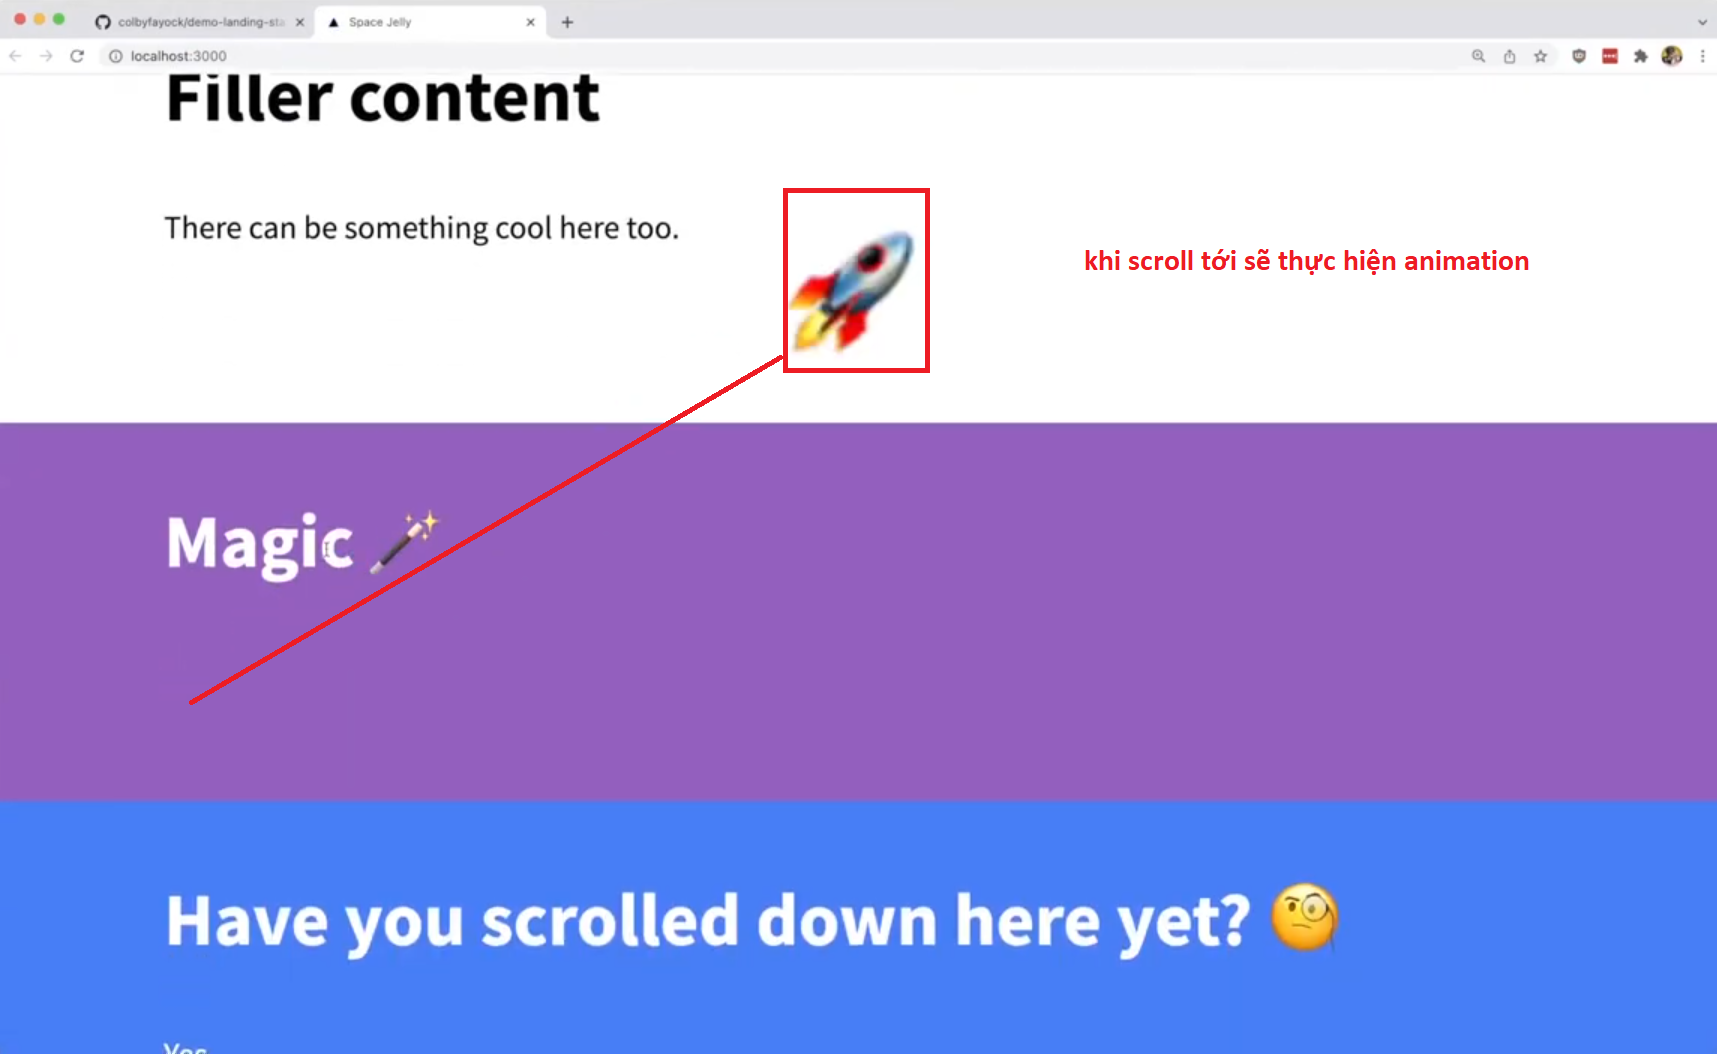 colbyfayock/demo-landing-sta
Space Jelly
localhost:3000
Filler content
There can be something cool here too.
khi scroll tới sẽ thực hiện animation
Magic
Have you scrolled down here yet?
Yes